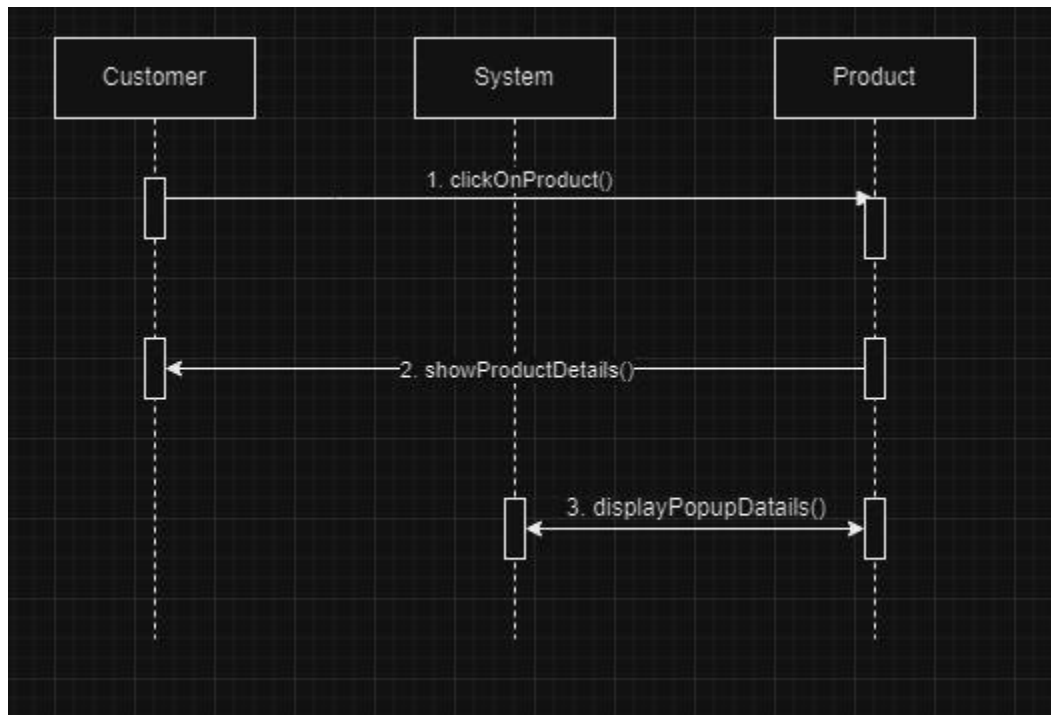 Customer
System
Product
1. clickOnProduct()
2. showProductDetails()
3. displayPopupDatails()